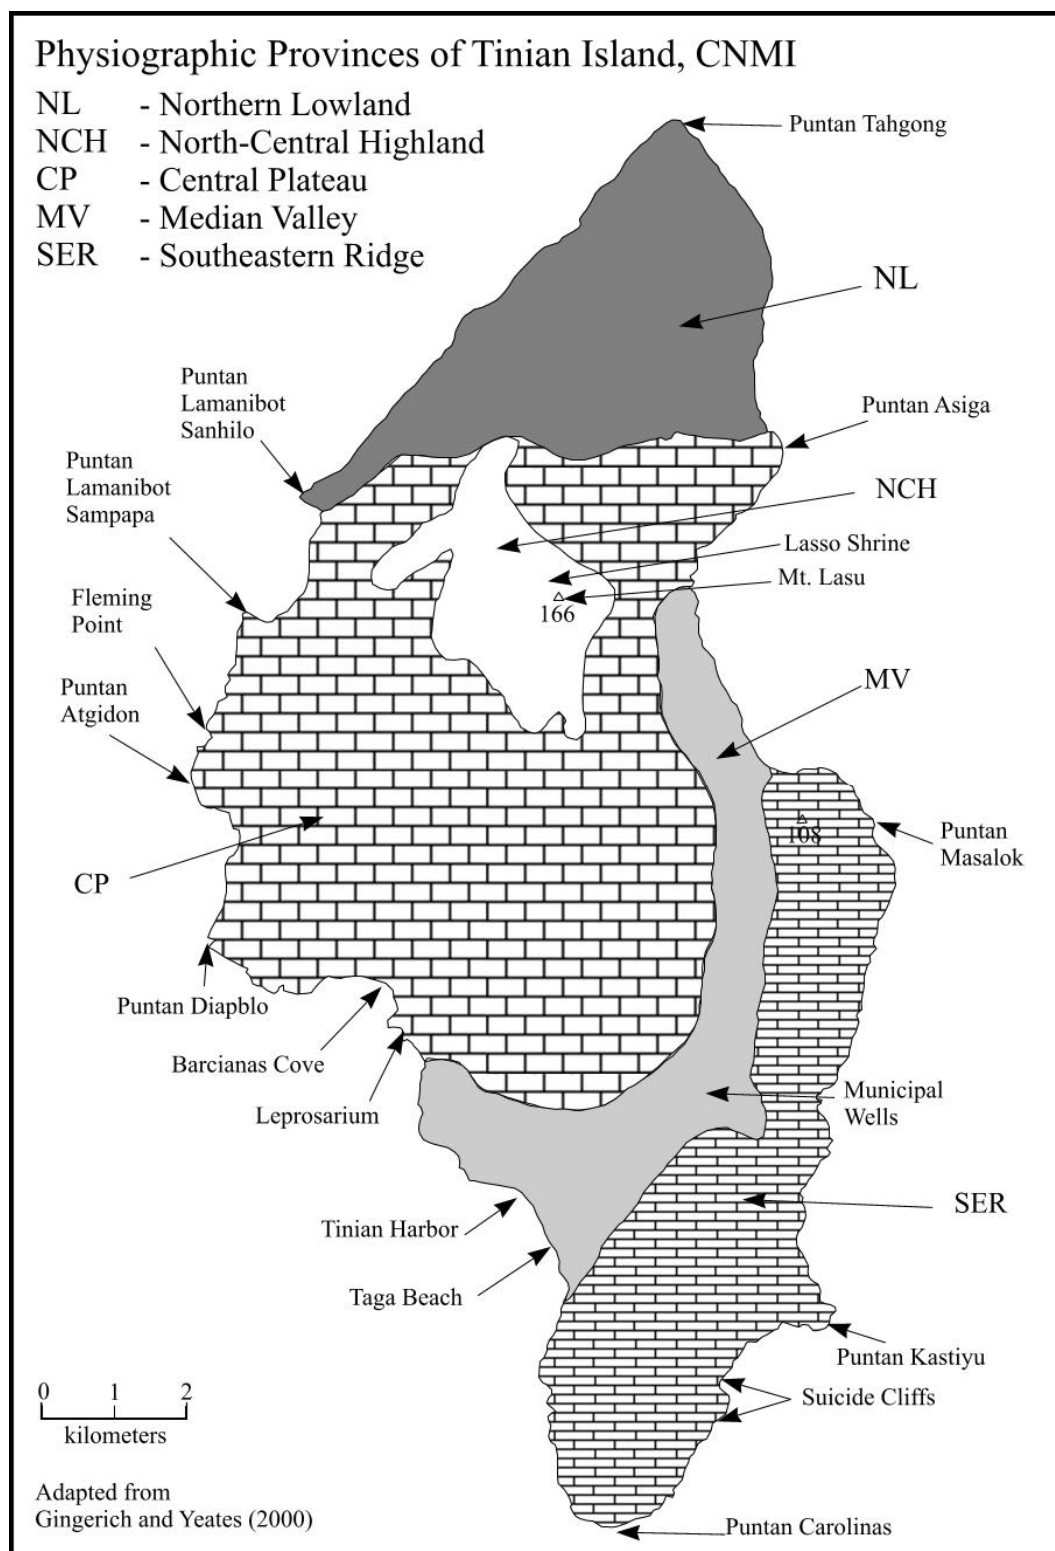 Physiographic Provinces of Tinian Island, CNMI
NL - Northern Lowland
NCH - North-Central Highland
CP - Central Plateau
MV - Median Valley
SER - Southeastern Ridge
Puntan Tahgong
NL
Puntan
Lamanibot
Sanhilo
Puntan Asiga
Puntan
Lamanibot
Sampapa
NCH
Lasso Shrine
Mt. Lasu
166
Fleming
Point
MV
Puntan
Atgidon
108
Puntan
Masalok
CP
Puntan Diapblo
Barcianas Cove
Leprosarium
Municipal
Wells
SER
Tinian Harbor
Taga Beach
Puntan Kastiyu
Suicide Cliffs
0 1 2
kilometers
Adapted from
Gingerich and Yeates (2000)
Puntan Carolinas